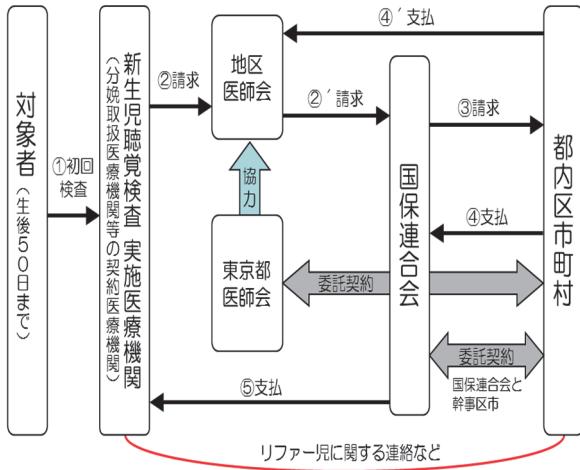 対象者(生後50日まで)
①初回
検査
新生児聴覚検査 実施医療機関
(分娩取扱医療機関等の契約医療機関)
②請求
地区
医師会
協力
東京都
医師会
②´請求
④´支払
国保連合会
③請求
④支払
委託契約
委託契約
国保連合会と
幹事区市
⑤支払
都内区市町村
リファー児に関する連絡など